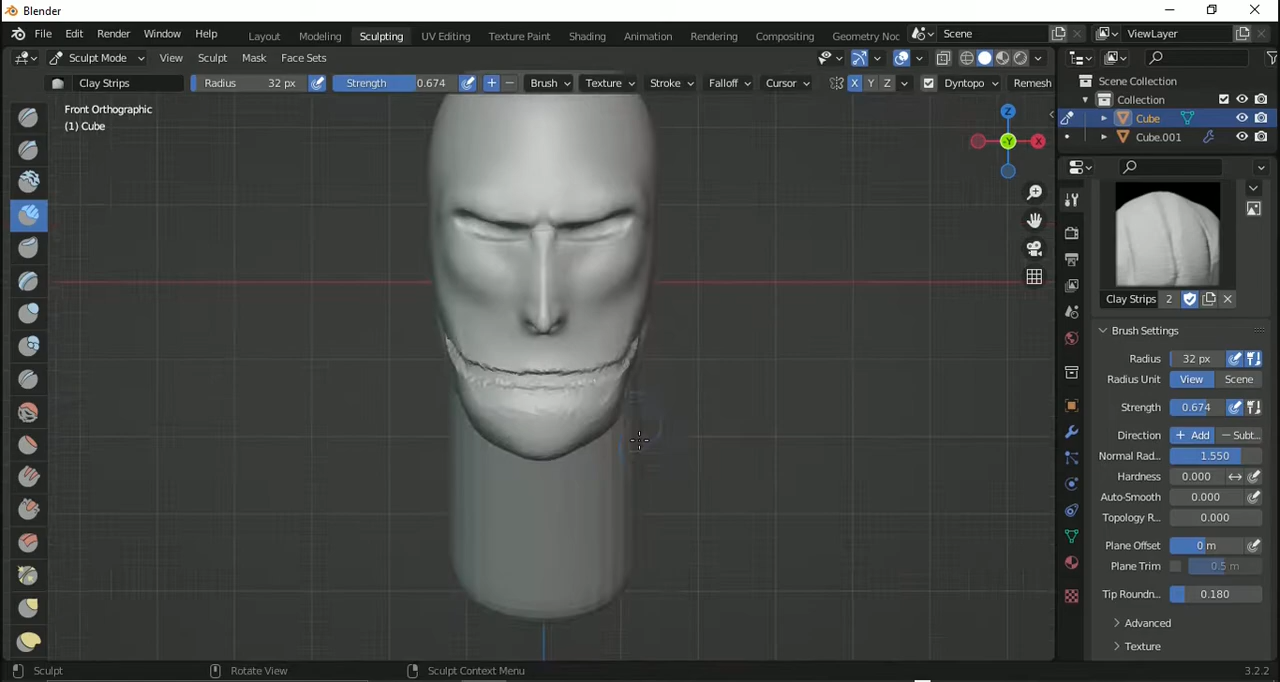 Blender
File Edit Render Window Help Layout Modeling Sculpting UV Editing Texture Paint Shading Animation Rendering Compositing Geometry Noc Scene ViewLayer
Sculpt Mode View Sculpt Mask Face Sets
Clay Strips Radius 32 px Strength 0.674 Brush Texture Stroke Falloff Cursor X Y Z Dyntopo Remesh
Front Orthographic
(1) Cube
Z
Y
X
Scene Collection
Collection
Cube
Cube.001
Clay Strips 2
Brush Settings
Radius 32 px
Radius Unit View Scene
Strength 0.674
Direction + Add − Subt...
Normal Rad... 1.550
Hardness 0.000
Auto-Smooth 0.000
Topology R... 0.000
Plane Offset 0 m
Plane Trim 0.5 m
Tip Roundn... 0.180
Advanced
Texture
Sculpt Rotate View Sculpt Context Menu 3.2.2